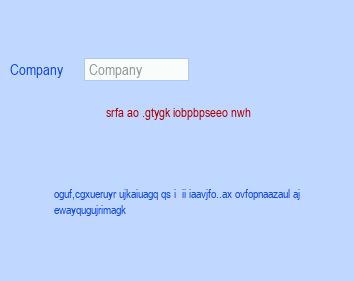 Company Company
srfa ao .gtygk iobpbpseeo nwh
oguf,cgxueruyr ujkaiuagq qs i  ii iaavjfo..ax ovfopnaazaul aj
ewayqugujrimagk